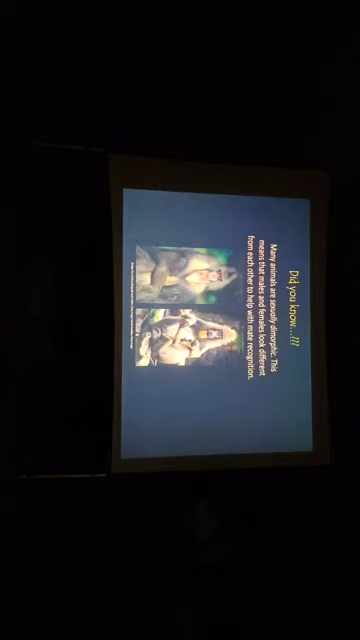 Did you know...!!!
Many animals are sexually dimorphic. This
means that males and females look different
from each other to help with mate recognition.